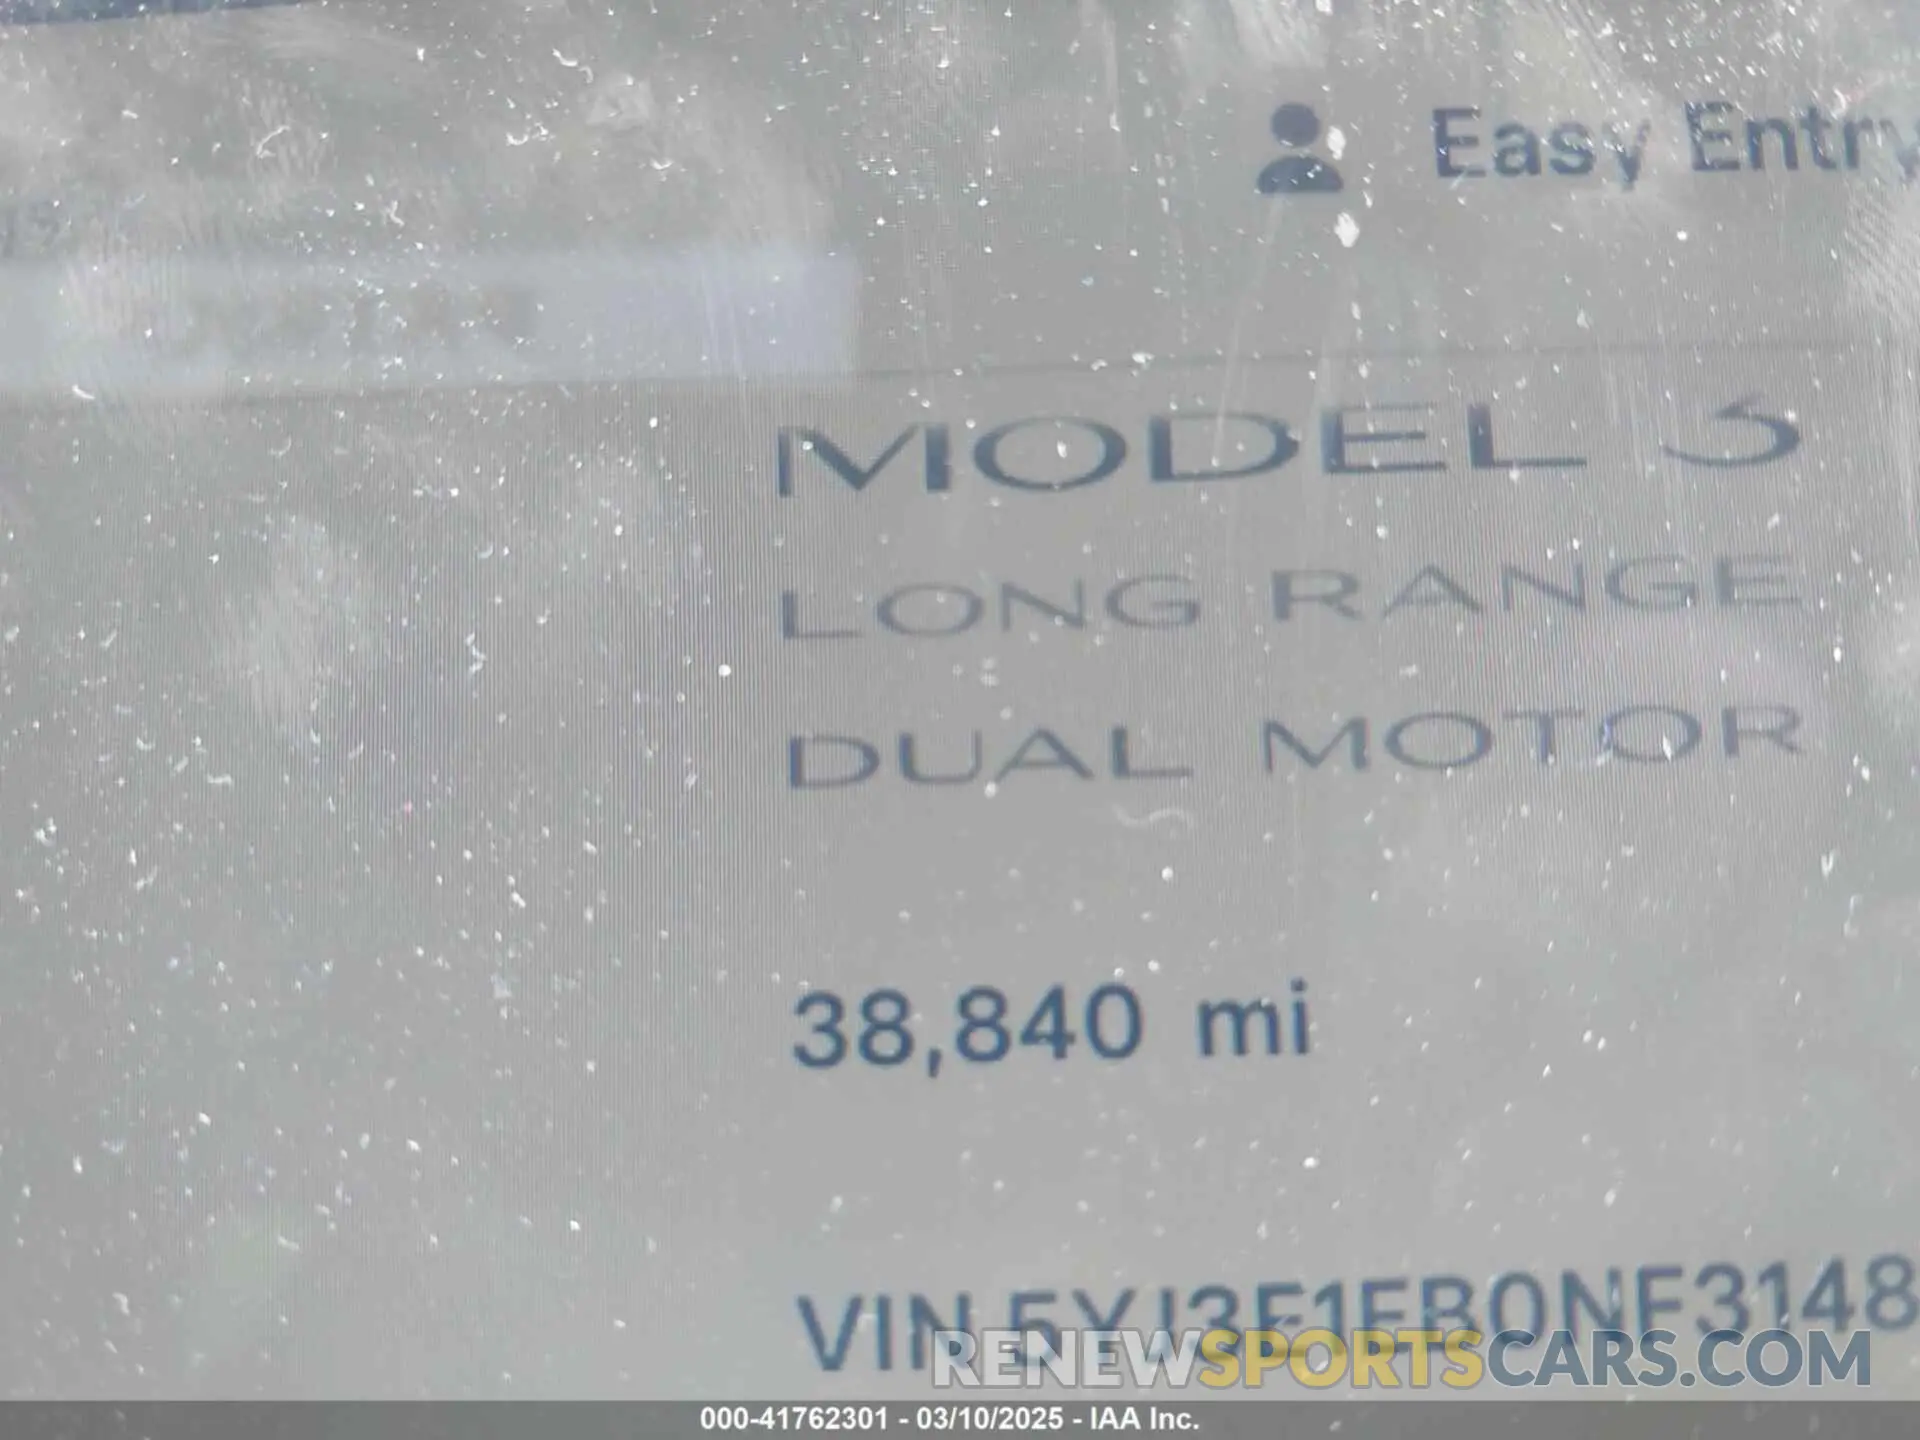 Easy Entry
MODEL 3
LONG RANGE
DUAL MOTOR
38,840 mi
VIN 5YJ3E1EB0NF3148
RENEWSPORTSCARS.COM
000-41762301 - 03/10/2025 - IAA Inc.